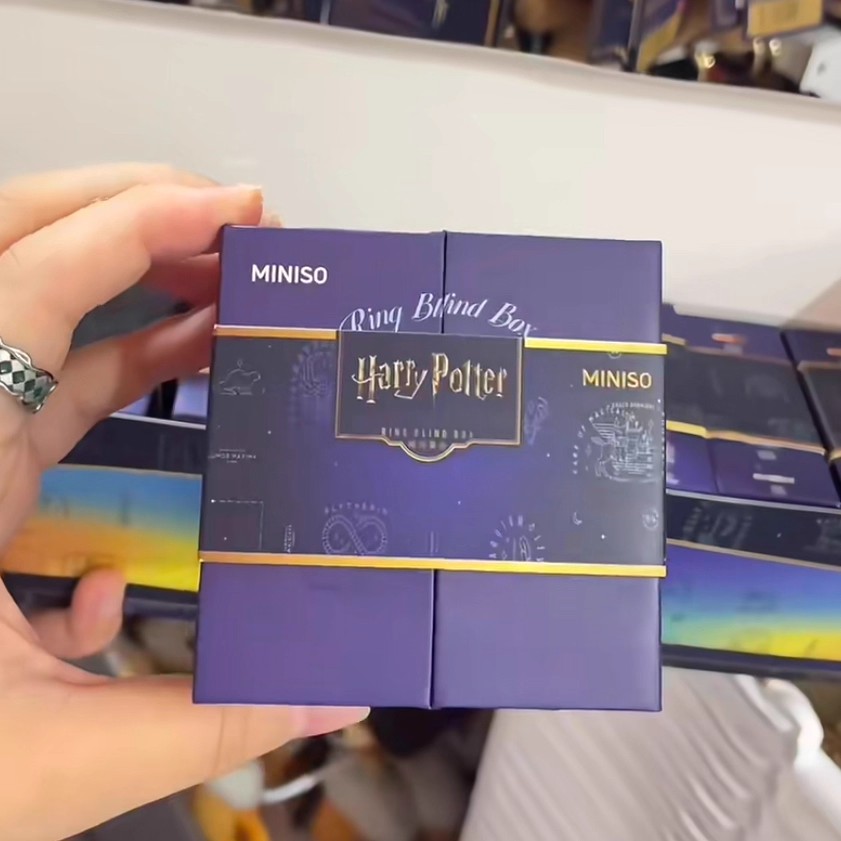 MINISO
Ring Blind Box
Harry Potter
MINISO
RING BLIND BOX
SLYTHERIN